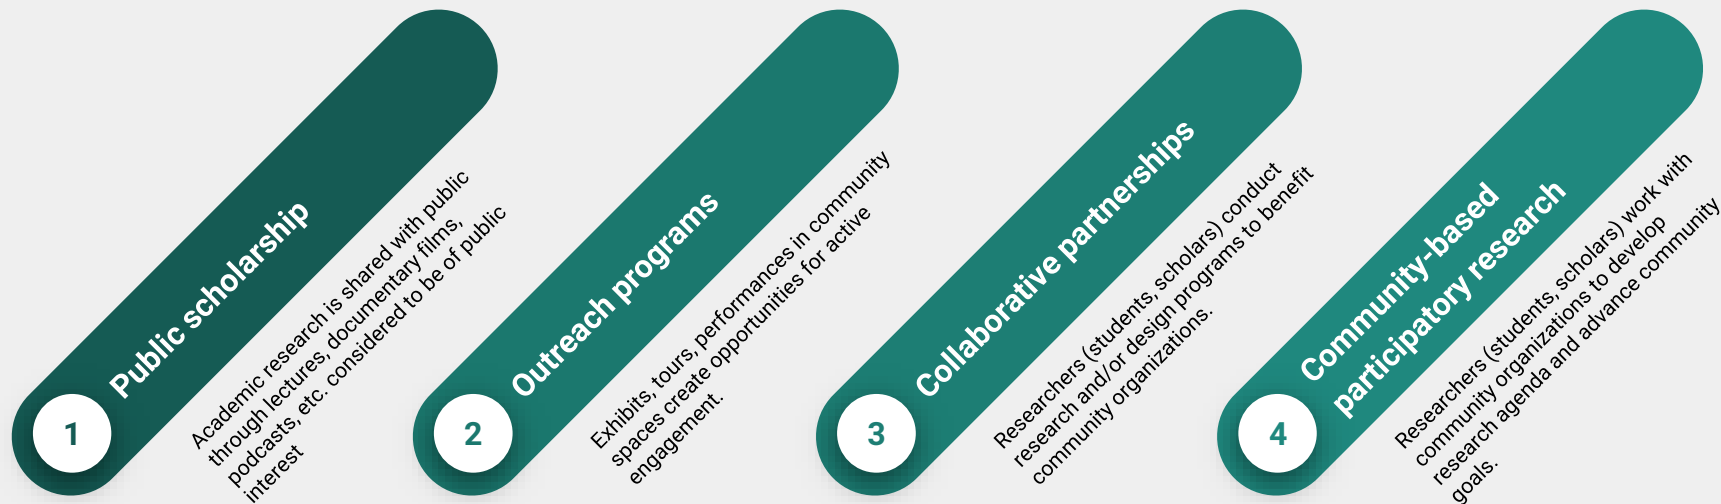 1
Public scholarship
Academic research is shared with public
through lectures, documentary films,
podcasts, etc. considered to be of public
interest
2
Outreach programs
Exhibits, tours, performances in community
spaces create opportunities for active
engagement.
3
Collaborative partnerships
Researchers (students, scholars) conduct
research and/or design programs to benefit
community organizations.
4
Community-based
participatory research
Researchers (students, scholars) work with
community organizations to develop
research agenda and advance community
goals.